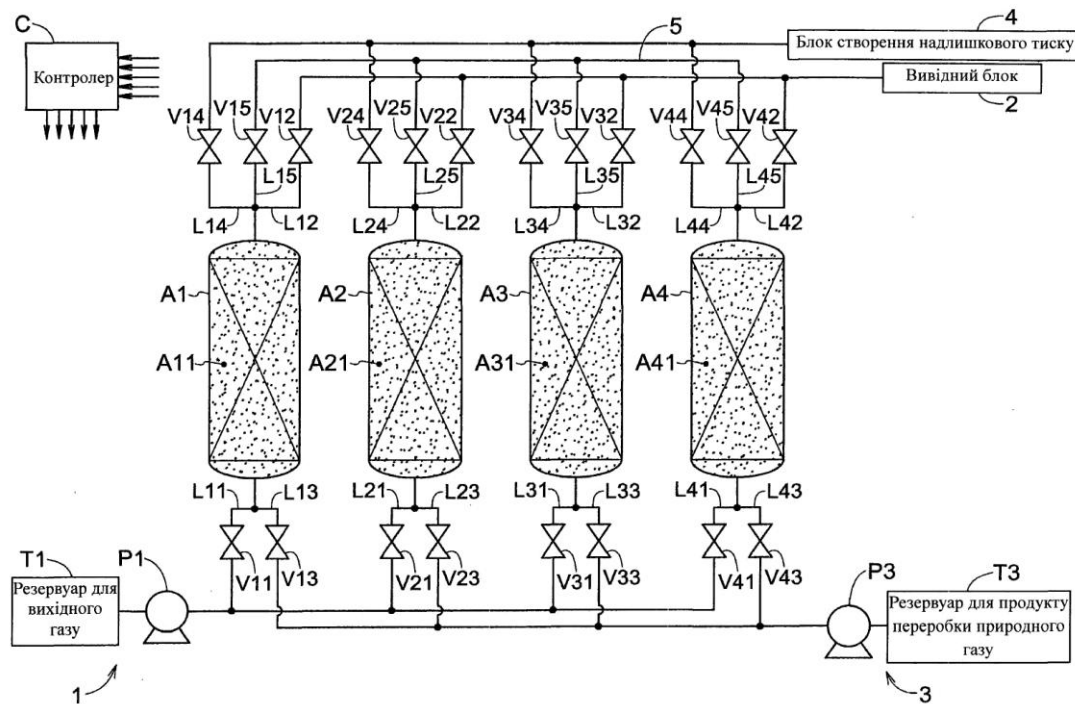 C
Контролер
5
4
Блок створення надлишкового тиску
Вивідний блок
2
V14 V15 V12 V24 V25 V22 V34 V35 V32 V44 V45 V42
L15 L25 L35 L45
L14 L12 L24 L22 L34 L32 L44 L42
A1 A2 A3 A4
A11 A21 A31 A41
L11 L13 L21 L23 L31 L33 L41 L43
V11 V13 V21 V23 V31 V33 V41 V43
T1 P1 P3 T3
Резервуар для
вихідного
газу
Резервуар для продукту
переробки природного
газу
1
3